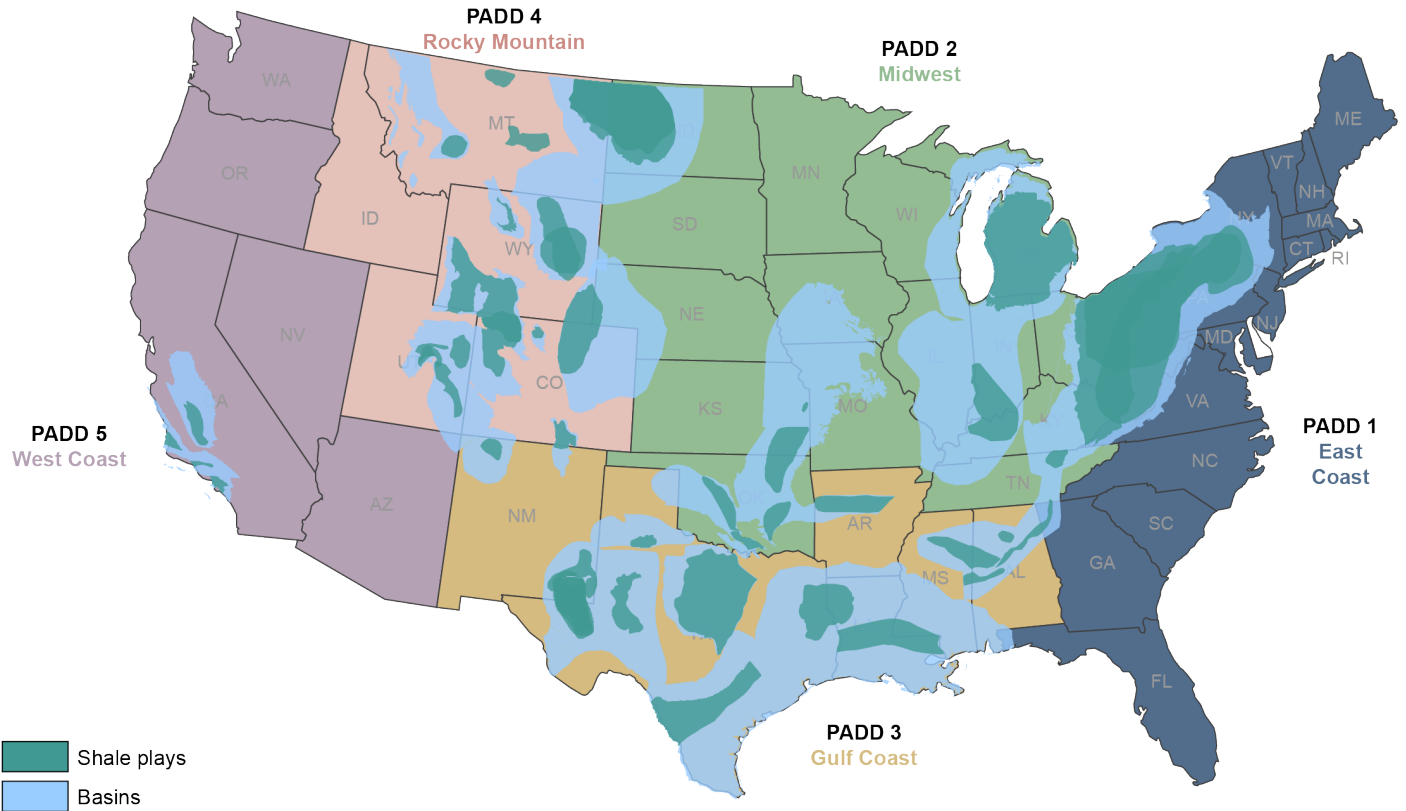 PADD 4
Rocky Mountain
PADD 2
Midwest
WA
MT
ME
OR
MN
VT
NH
ID
WI
MA
SD
WY
CT
RI
NE
NV
NJ
MD
CO
KS
MO
VA
PADD 5
West Coast
PADD 1
East
Coast
NC
TN
AZ
NM
AR
SC
GA
MS
AL
FL
PADD 3
Gulf Coast
Shale plays
Basins